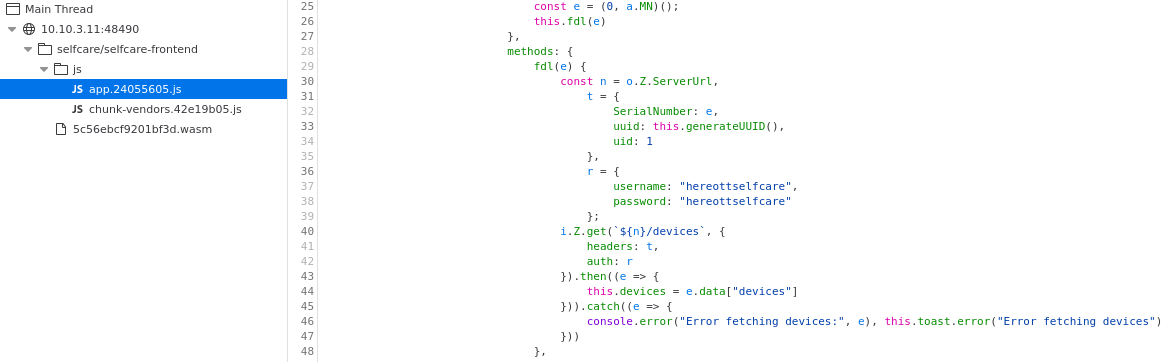 Main Thread
10.10.3.11:48490
selfcare/selfcare-frontend
js
JS app.24055605.js
JS chunk-vendors.42e19b05.js
5c56ebcf9201bf3d.wasm
25 const e = (0, a.MN)();
26 this.fdl(e)
27 },
28 methods: {
29 fdl(e) {
30 const n = o.Z.ServerUrl,
31 t = {
32 SerialNumber: e,
33 uuid: this.generateUUID(),
34 uid: 1
35 },
36 r = {
37 username: "hereottselfcare",
38 password: "hereottselfcare"
39 };
40 i.Z.get(`${n}/devices`, {
41 headers: t,
42 auth: r
43 }).then((e => {
44 this.devices = e.data["devices"]
45 })).catch((e => {
46 console.error("Error fetching devices:", e), this.toast.error("Error fetching devices")
47 }))
48 },